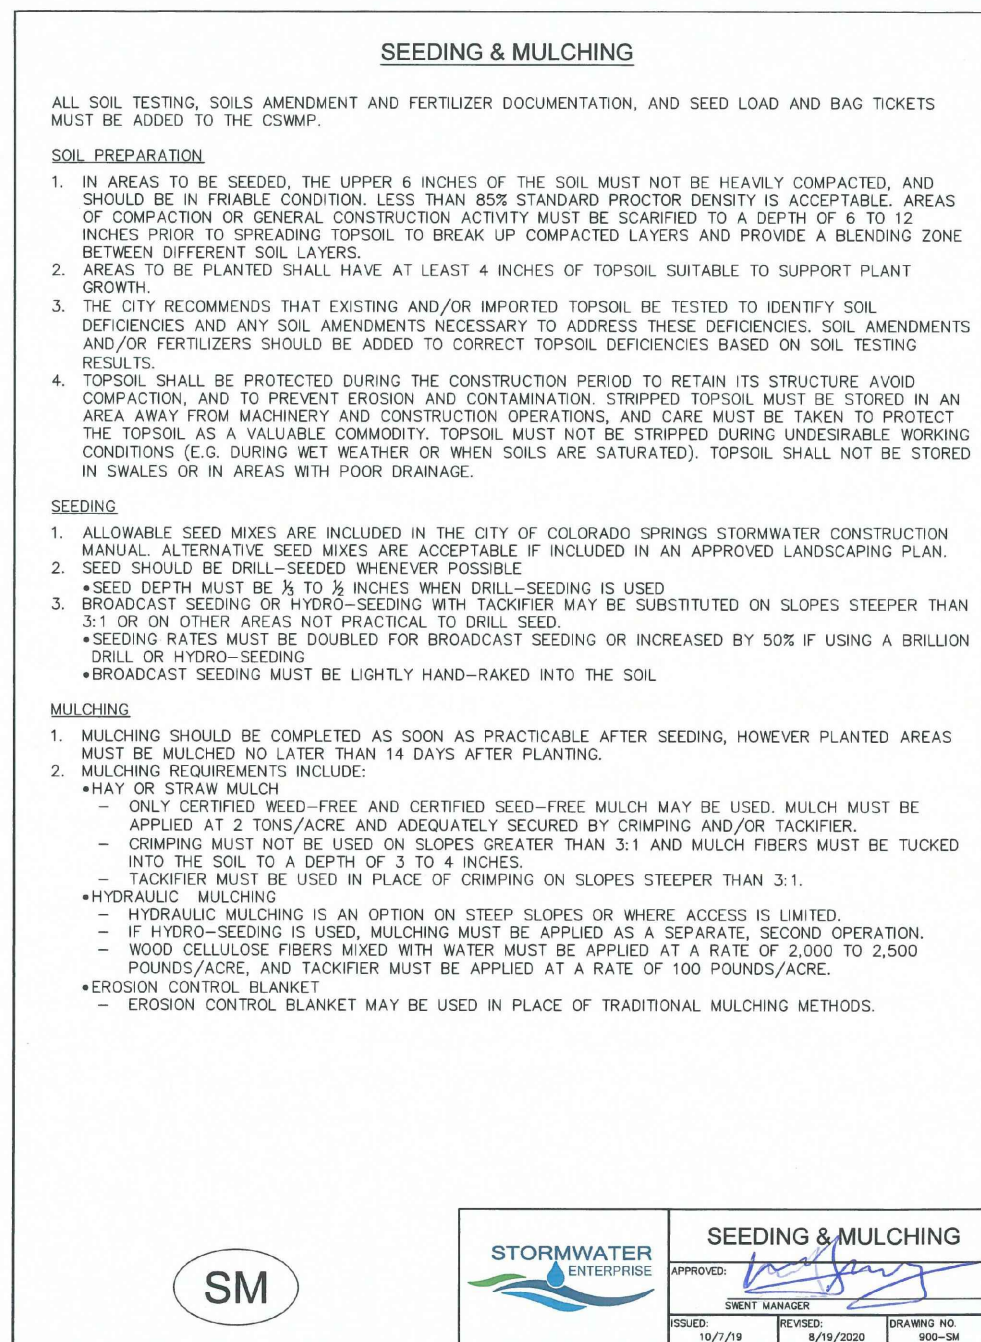 SEEDING & MULCHING
ALL SOIL TESTING, SOILS AMENDMENT AND FERTILIZER DOCUMENTATION, AND SEED LOAD AND BAG TICKETS
MUST BE ADDED TO THE CSWMP.
SOIL PREPARATION
1. IN AREAS TO BE SEEDED, THE UPPER 6 INCHES OF THE SOIL MUST NOT BE HEAVILY COMPACTED, AND
SHOULD BE IN FRIABLE CONDITION. LESS THAN 85% STANDARD PROCTOR DENSITY IS ACCEPTABLE. AREAS
OF COMPACTION OR GENERAL CONSTRUCTION ACTIVITY MUST BE SCARIFIED TO A DEPTH OF 6 TO 12
INCHES PRIOR TO SPREADING TOPSOIL TO BREAK UP COMPACTED LAYERS AND PROVIDE A BLENDING ZONE
BETWEEN DIFFERENT SOIL LAYERS.
2. AREAS TO BE PLANTED SHALL HAVE AT LEAST 4 INCHES OF TOPSOIL SUITABLE TO SUPPORT PLANT
GROWTH.
3. THE CITY RECOMMENDS THAT EXISTING AND/OR IMPORTED TOPSOIL BE TESTED TO IDENTIFY SOIL
DEFICIENCIES AND ANY SOIL AMENDMENTS NECESSARY TO ADDRESS THESE DEFICIENCIES. SOIL AMENDMENTS
AND/OR FERTILIZERS SHOULD BE ADDED TO CORRECT TOPSOIL DEFICIENCIES BASED ON SOIL TESTING
RESULTS.
4. TOPSOIL SHALL BE PROTECTED DURING THE CONSTRUCTION PERIOD TO RETAIN ITS STRUCTURE AVOID
COMPACTION, AND TO PREVENT EROSION AND CONTAMINATION. STRIPPED TOPSOIL MUST BE STORED IN AN
AREA AWAY FROM MACHINERY AND CONSTRUCTION OPERATIONS, AND CARE MUST BE TAKEN TO PROTECT
THE TOPSOIL AS A VALUABLE COMMODITY. TOPSOIL MUST NOT BE STRIPPED DURING UNDESIRABLE WORKING
CONDITIONS (E.G. DURING WET WEATHER OR WHEN SOILS ARE SATURATED). TOPSOIL SHALL NOT BE STORED
IN SWALES OR IN AREAS WITH POOR DRAINAGE.
SEEDING
1. ALLOWABLE SEED MIXES ARE INCLUDED IN THE CITY OF COLORADO SPRINGS STORMWATER CONSTRUCTION
MANUAL. ALTERNATIVE SEED MIXES ARE ACCEPTABLE IF INCLUDED IN AN APPROVED LANDSCAPING PLAN.
2. SEED SHOULD BE DRILL-SEEDED WHENEVER POSSIBLE
•SEED DEPTH MUST BE ⅓ TO ½ INCHES WHEN DRILL-SEEDING IS USED
3. BROADCAST SEEDING OR HYDRO-SEEDING WITH TACKIFIER MAY BE SUBSTITUTED ON SLOPES STEEPER THAN
3:1 OR ON OTHER AREAS NOT PRACTICAL TO DRILL SEED.
•SEEDING RATES MUST BE DOUBLED FOR BROADCAST SEEDING OR INCREASED BY 50% IF USING A BRILLION
DRILL OR HYDRO-SEEDING
•BROADCAST SEEDING MUST BE LIGHTLY HAND-RAKED INTO THE SOIL
MULCHING
1. MULCHING SHOULD BE COMPLETED AS SOON AS PRACTICABLE AFTER SEEDING, HOWEVER PLANTED AREAS
MUST BE MULCHED NO LATER THAN 14 DAYS AFTER PLANTING.
2. MULCHING REQUIREMENTS INCLUDE:
•HAY OR STRAW MULCH
– ONLY CERTIFIED WEED-FREE AND CERTIFIED SEED-FREE MULCH MAY BE USED. MULCH MUST BE
APPLIED AT 2 TONS/ACRE AND ADEQUATELY SECURED BY CRIMPING AND/OR TACKIFIER.
– CRIMPING MUST NOT BE USED ON SLOPES GREATER THAN 3:1 AND MULCH FIBERS MUST BE TUCKED
INTO THE SOIL TO A DEPTH OF 3 TO 4 INCHES.
– TACKIFIER MUST BE USED IN PLACE OF CRIMPING ON SLOPES STEEPER THAN 3:1.
•HYDRAULIC MULCHING
– HYDRAULIC MULCHING IS AN OPTION ON STEEP SLOPES OR WHERE ACCESS IS LIMITED.
– IF HYDRO-SEEDING IS USED, MULCHING MUST BE APPLIED AS A SEPARATE, SECOND OPERATION.
– WOOD CELLULOSE FIBERS MIXED WITH WATER MUST BE APPLIED AT A RATE OF 2,000 TO 2,500
POUNDS/ACRE, AND TACKIFIER MUST BE APPLIED AT A RATE OF 100 POUNDS/ACRE.
•EROSION CONTROL BLANKET
– EROSION CONTROL BLANKET MAY BE USED IN PLACE OF TRADITIONAL MULCHING METHODS.
SM
STORMWATER
ENTERPRISE
SEEDING & MULCHING
APPROVED:
SWENT MANAGER
ISSUED: REVISED: DRAWING NO.
10/7/19 8/19/2020 900-SM